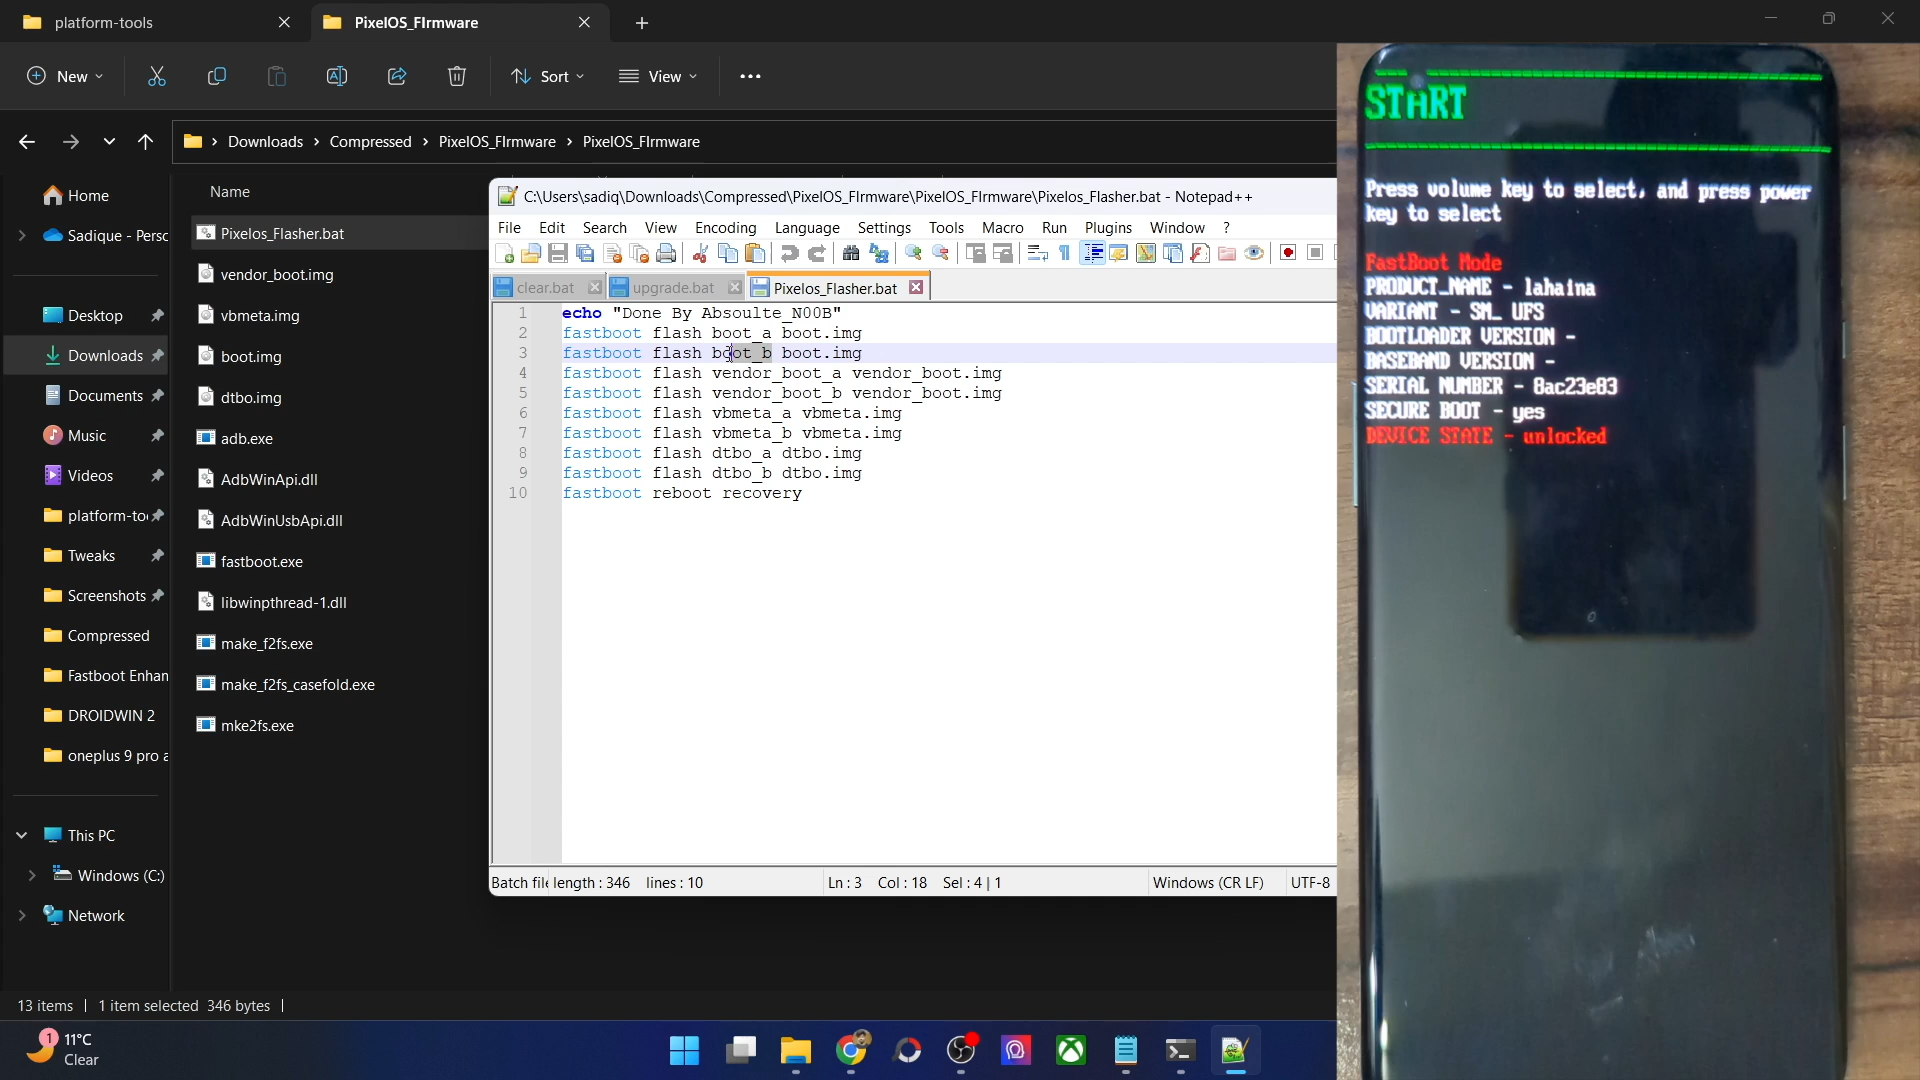 platform-tools
PixelOS_FIrmware
New
Sort
View
Downloads
Compressed
PixelOS_FIrmware
PixelOS_FIrmware
Home
Sadique - Perso
Desktop
Downloads
Documents
Music
Videos
platform-too
Tweaks
Screenshots
Compressed
Fastboot Enhan
DROIDWIN 2
oneplus 9 pro a
This PC
Windows (C:)
Network
Name
Pixelos_Flasher.bat
vendor_boot.img
vbmeta.img
boot.img
dtbo.img
adb.exe
AdbWinApi.dll
AdbWinUsbApi.dll
fastboot.exe
libwinpthread-1.dll
make_f2fs.exe
make_f2fs_casefold.exe
mke2fs.exe
13 items
1 item selected 346 bytes
C:\Users\sadiq\Downloads\Compressed\PixelOS_FIrmware\PixelOS_FIrmware\Pixelos_Flasher.bat - Notepad++
File Edit Search View Encoding Language Settings Tools Macro Run Plugins Window ?
clear.bat
upgrade.bat
Pixelos_Flasher.bat
1 echo "Done By Absoulte_N00B"
2 fastboot flash boot_a boot.img
3 fastboot flash boot_b boot.img
4 fastboot flash vendor_boot_a vendor_boot.img
5 fastboot flash vendor_boot_b vendor_boot.img
6 fastboot flash vbmeta_a vbmeta.img
7 fastboot flash vbmeta_b vbmeta.img
8 fastboot flash dtbo_a dtbo.img
9 fastboot flash dtbo_b dtbo.img
10 fastboot reboot recovery
Batch file length : 346 lines : 10 Ln : 3 Col : 18 Sel : 4 | 1 Windows (CR LF) UTF-8
1
11°C
Clear
START
Press volume key to select, and press power
key to select
FastBoot Mode
PRODUCT_NAME - lahaina
VARIANT - SM_ UFS
BOOTLOADER VERSION -
BASEBAND VERSION -
SERIAL NUMBER - 8ac23e83
SECURE BOOT - yes
DEVICE STATE - unlocked